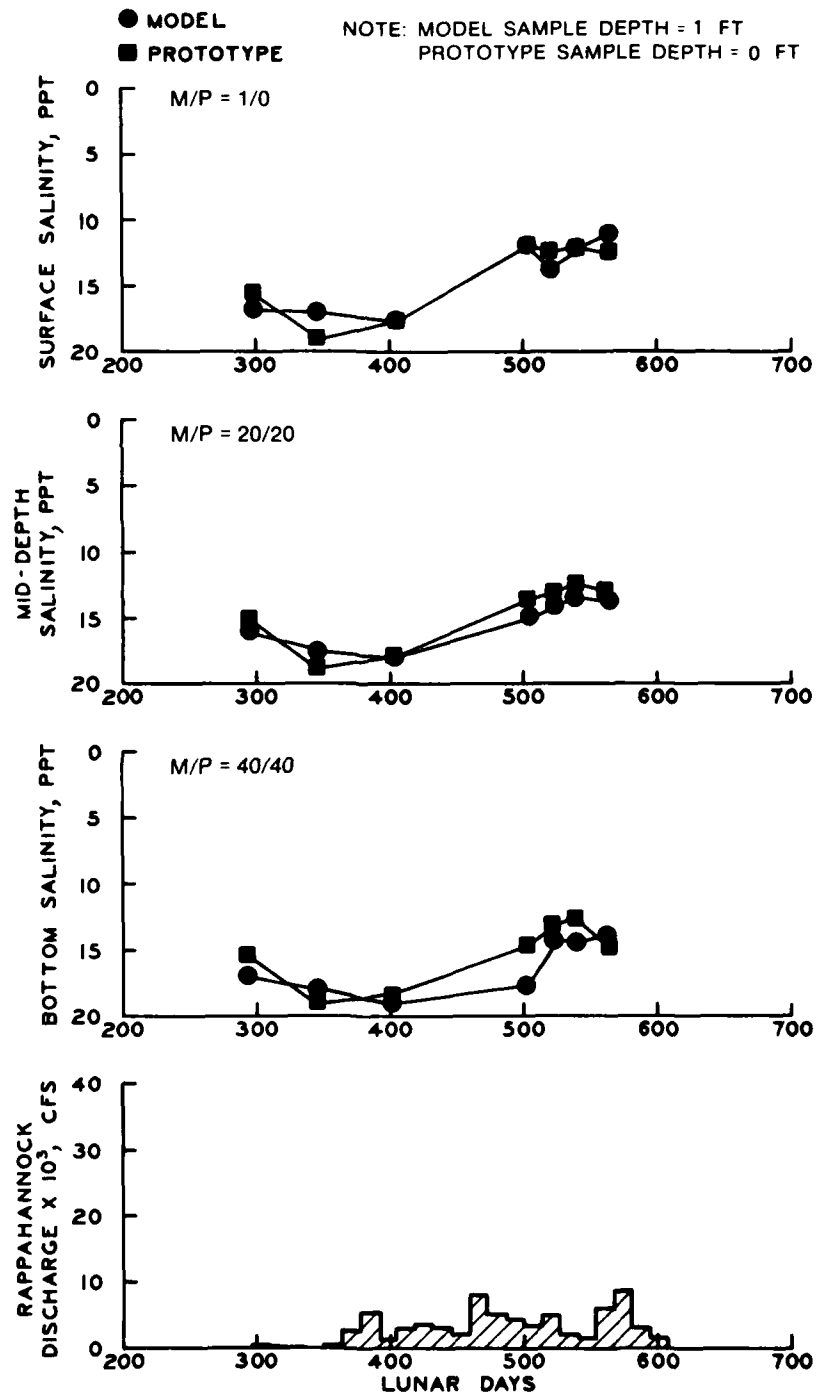 MODEL
PROTOTYPE
NOTE: MODEL SAMPLE DEPTH = 1 FT
PROTOTYPE SAMPLE DEPTH = 0 FT
SURFACE SALINITY, PPT
M/P = 1/0
0
5
10
15
20
200 300 400 500 600 700
MID-DEPTH
SALINITY, PPT
M/P = 20/20
0
5
10
15
20
200 300 400 500 600 700
BOTTOM SALINITY, PPT
M/P = 40/40
0
5
10
15
20
200 300 400 500 600 700
RAPPAHANNOCK
DISCHARGE X 10³, CFS
40
30
20
10
0
200 300 400 500 600 700
LUNAR DAYS